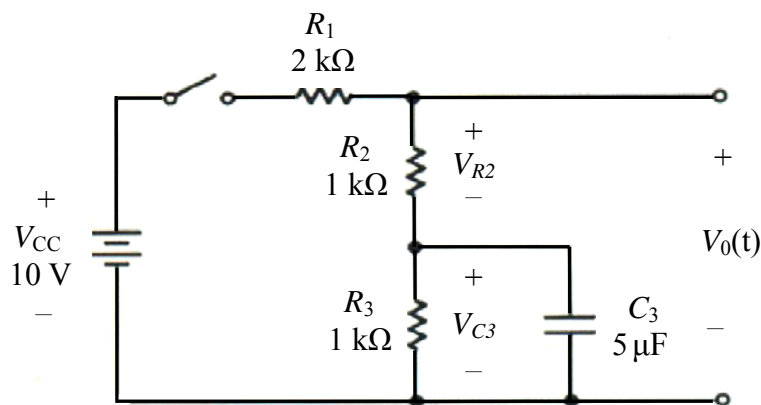 R1
2 kΩ
+
R2
1 kΩ
VR2
–
+
V0(t)
–
+
VCC
10 V
–
R3
1 kΩ
+
VC3
–
C3
5 μF